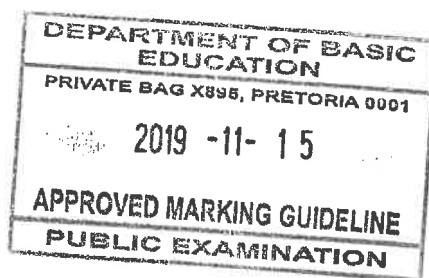 DEPARTMENT OF BASIC
EDUCATION
PRIVATE BAG X895, PRETORIA 0001
2019 -11- 15
APPROVED MARKING GUIDELINE
PUBLIC EXAMINATION